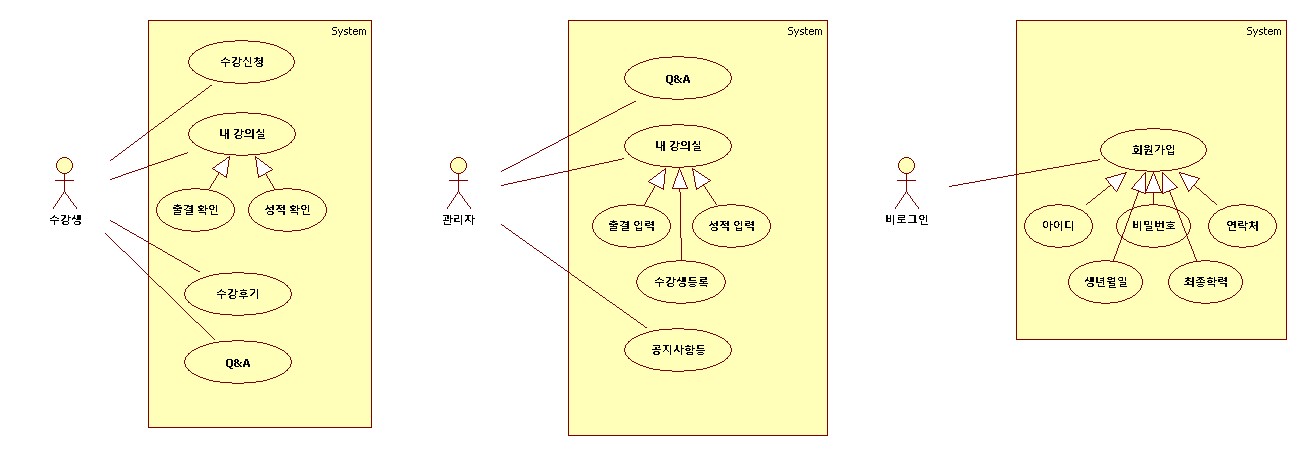 System
수강신청
내 강의실
출결 확인
성적 확인
수강생
수강후기
Q&A
System
Q&A
내 강의실
출결 입력
성적 입력
관리자
수강생등록
공지사항등
System
회원가입
비로그인
아이디
비밀번호
연락처
생년월일
최종학력